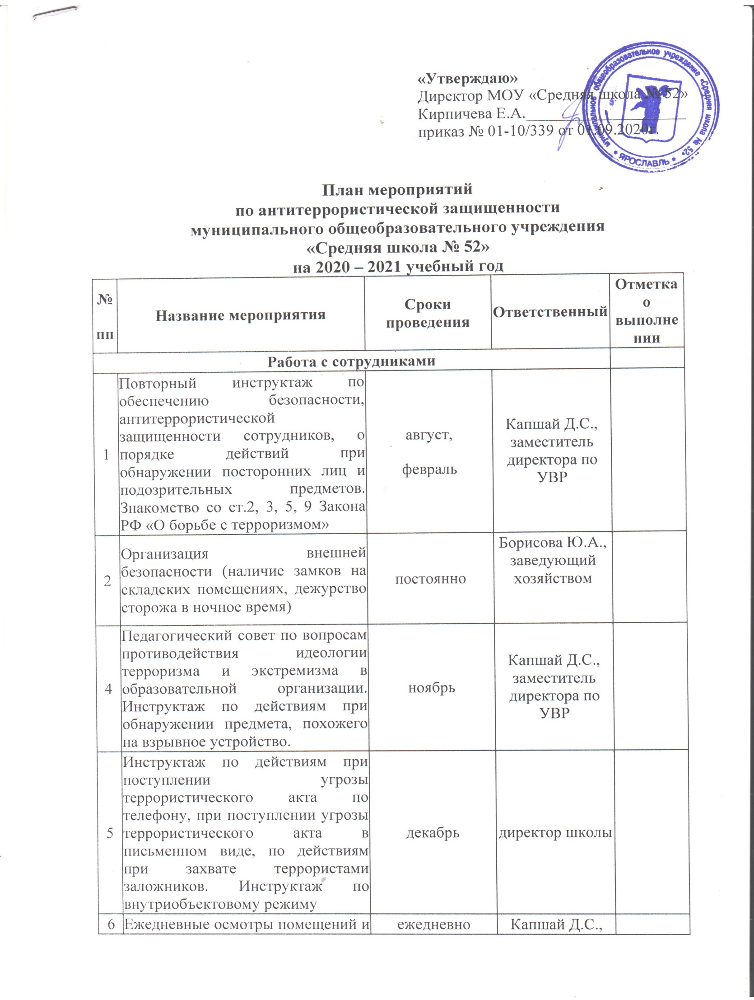 «Утверждаю»
Директор МОУ «Средняя школа № 52»
Кирпичева Е.А.
приказ № 01-10/339 от 01.09.2020г.
муниципальное общеобразовательное учреждение «Средняя школа № 52»
* ЯРОСЛАВЛЬ *
План мероприятий
по антитеррористической защищенности
муниципального общеобразовательного учреждения
«Средняя школа № 52»
на 2020 – 2021 учебный год
№
пп
Название мероприятия
Сроки
проведения
Ответственный
Отметка
о
выполне
нии
Работа с сотрудниками
1
Повторный инструктаж по
обеспечению безопасности,
антитеррористической
защищенности сотрудников, о
порядке действий при
обнаружении посторонних лиц и
подозрительных предметов.
Знакомство со ст.2, 3, 5, 9 Закона
РФ «О борьбе с терроризмом»
август,
февраль
Капшай Д.С.,
заместитель
директора по
УВР
2
Организация внешней
безопасности (наличие замков на
складских помещениях, дежурство
сторожа в ночное время)
постоянно
Борисова Ю.А.,
заведующий
хозяйством
4
Педагогический совет по вопросам
противодействия идеологии
терроризма и экстремизма в
образовательной организации.
Инструктаж по действиям при
обнаружении предмета, похожего
на взрывное устройство.
ноябрь
Капшай Д.С.,
заместитель
директора по
УВР
5
Инструктаж по действиям при
поступлении угрозы
террористического акта по
телефону, при поступлении угрозы
террористического акта в
письменном виде, по действиям
при захвате террористами
заложников. Инструктаж по
внутриобъектовому режиму
декабрь
директор школы
6
Ежедневные осмотры помещений и
ежедневно
Капшай Д.С.,